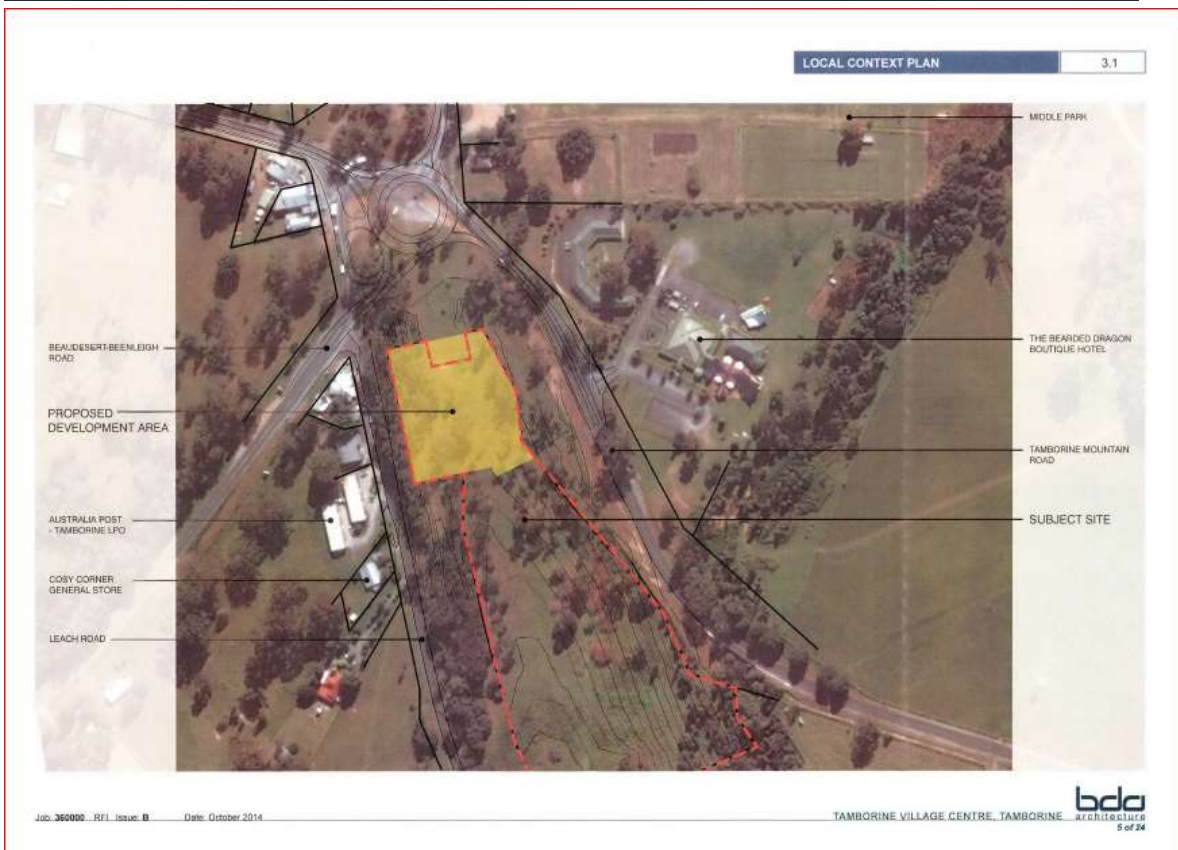 LOCAL CONTEXT PLAN
3.1
MIDDLE PARK
BEAUDESERT-BEENLEIGH
ROAD
THE BEARDED DRAGON
BOUTIQUE HOTEL
PROPOSED
DEVELOPMENT AREA
TAMBORINE MOUNTAIN
ROAD
AUSTRALIA POST
- TAMBORINE LPO
SUBJECT SITE
COSY CORNER
GENERAL STORE
LEACH ROAD
Job: 360000 RFI Issue: B Date: October 2014
TAMBORINE VILLAGE CENTRE, TAMBORINE
bda
architecture
5 of 24